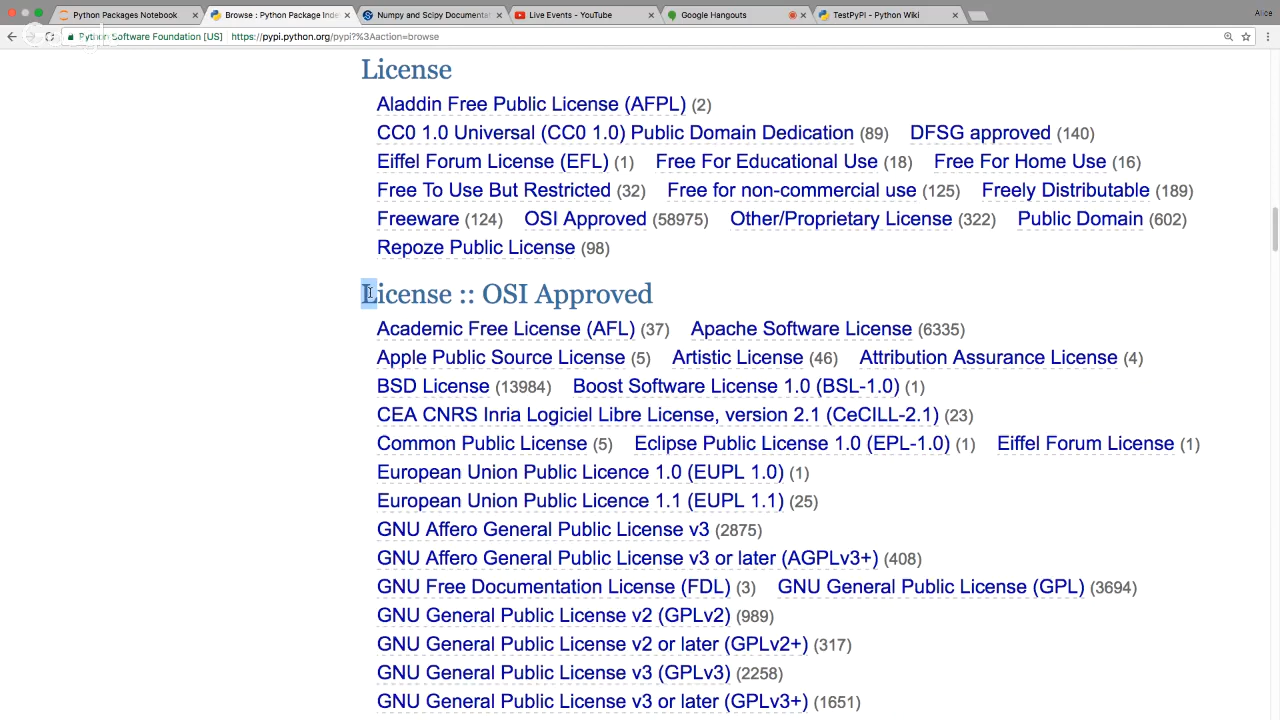 Python Packages Notebook
Browse : Python Package Inde
Numpy and Scipy Documenta
Live Events - YouTube
Google Hangouts
TestPyPI - Python Wiki
Alice
Python Software Foundation [US]
https://pypi.python.org/pypi?%3Aaction=browse
License
Aladdin Free Public License (AFPL) (2)
CC0 1.0 Universal (CC0 1.0) Public Domain Dedication (89) DFSG approved (140)
Eiffel Forum License (EFL) (1) Free For Educational Use (18) Free For Home Use (16)
Free To Use But Restricted (32) Free for non-commercial use (125) Freely Distributable (189)
Freeware (124) OSI Approved (58975) Other/Proprietary License (322) Public Domain (602)
Repoze Public License (98)
License :: OSI Approved
Academic Free License (AFL) (37) Apache Software License (6335)
Apple Public Source License (5) Artistic License (46) Attribution Assurance License (4)
BSD License (13984) Boost Software License 1.0 (BSL-1.0) (1)
CEA CNRS Inria Logiciel Libre License, version 2.1 (CeCILL-2.1) (23)
Common Public License (5) Eclipse Public License 1.0 (EPL-1.0) (1) Eiffel Forum License (1)
European Union Public Licence 1.0 (EUPL 1.0) (1)
European Union Public Licence 1.1 (EUPL 1.1) (25)
GNU Affero General Public License v3 (2875)
GNU Affero General Public License v3 or later (AGPLv3+) (408)
GNU Free Documentation License (FDL) (3) GNU General Public License (GPL) (3694)
GNU General Public License v2 (GPLv2) (989)
GNU General Public License v2 or later (GPLv2+) (317)
GNU General Public License v3 (GPLv3) (2258)
GNU General Public License v3 or later (GPLv3+) (1651)